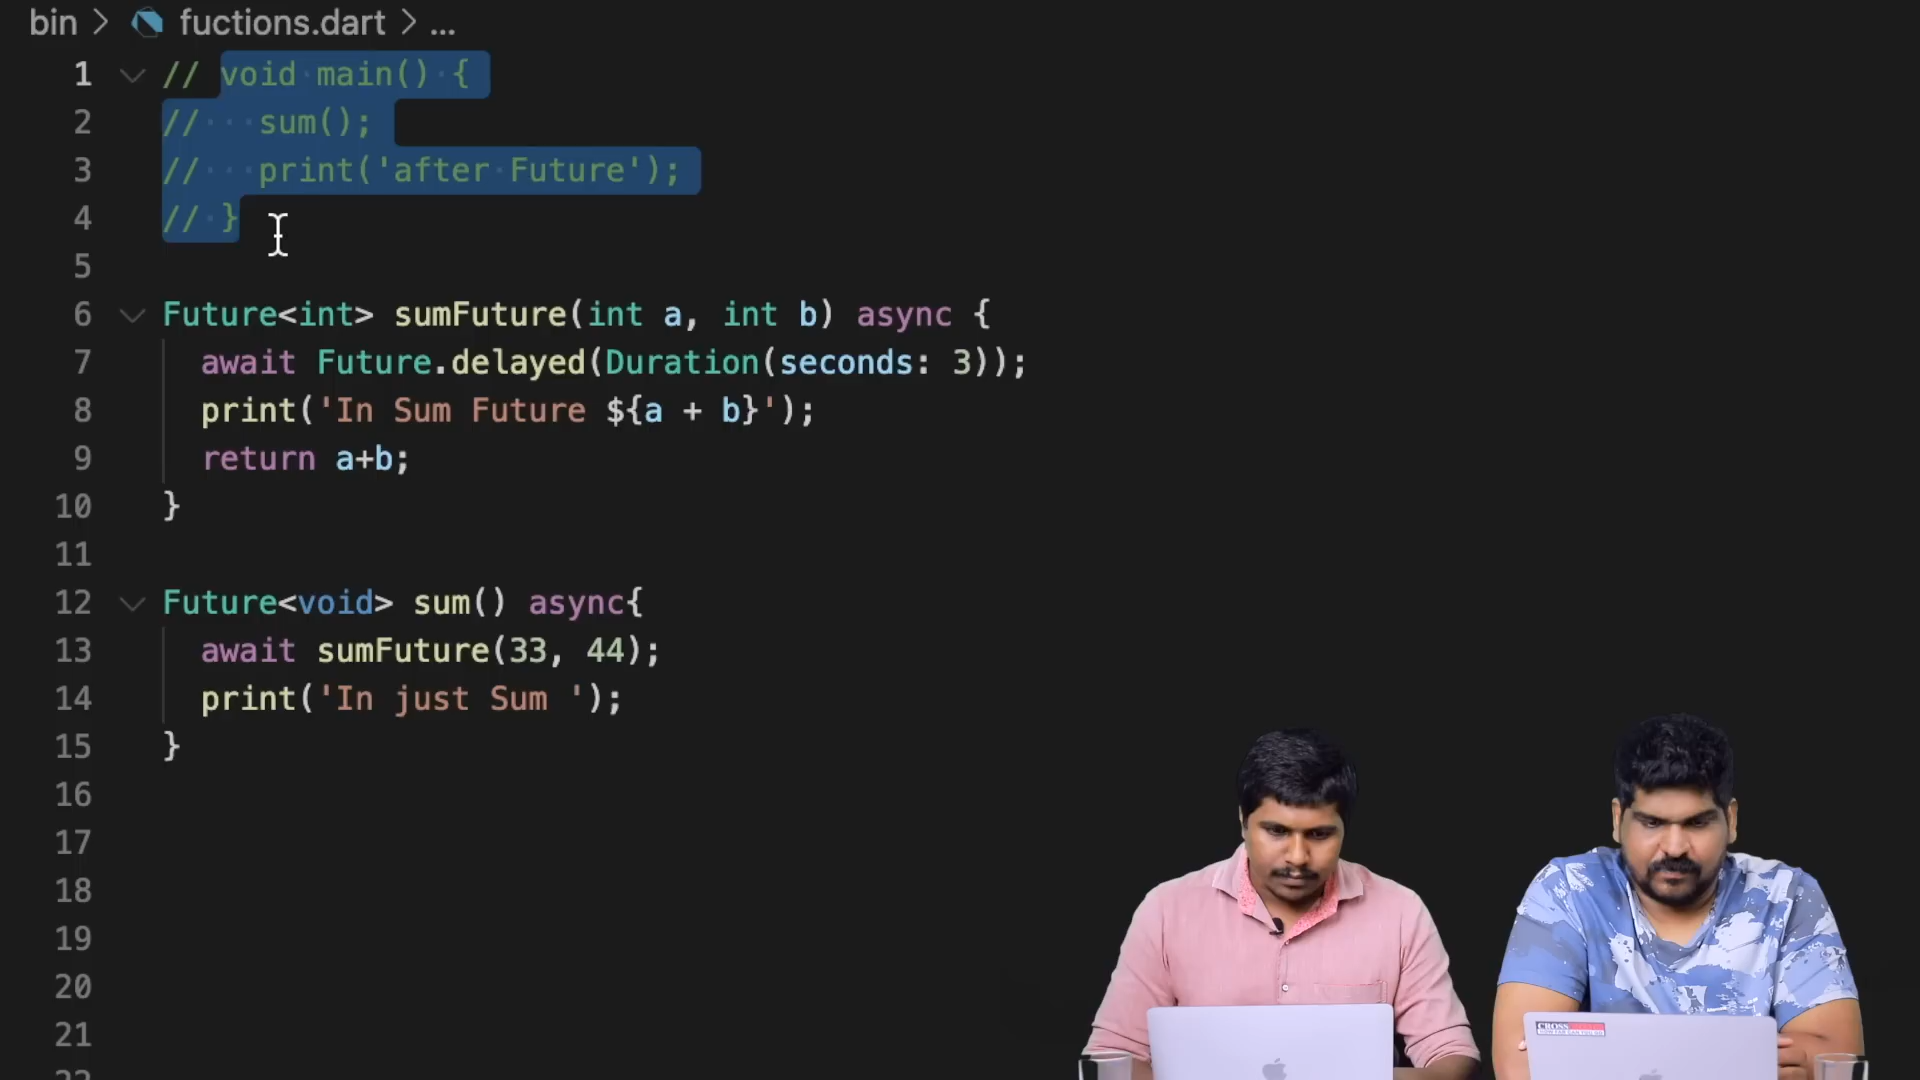 bin > fuctions.dart > ...
1 // void main() {
2 //   sum();
3 //   print('after Future');
4 // }
5
6 Future<int> sumFuture(int a, int b) async {
7   await Future.delayed(Duration(seconds: 3));
8   print('In Sum Future ${a + b}');
9   return a+b;
10 }
11
12 Future<void> sum() async{
13   await sumFuture(33, 44);
14   print('In just Sum ');
15 }
16
17
18
19
20
21
22
CROSS